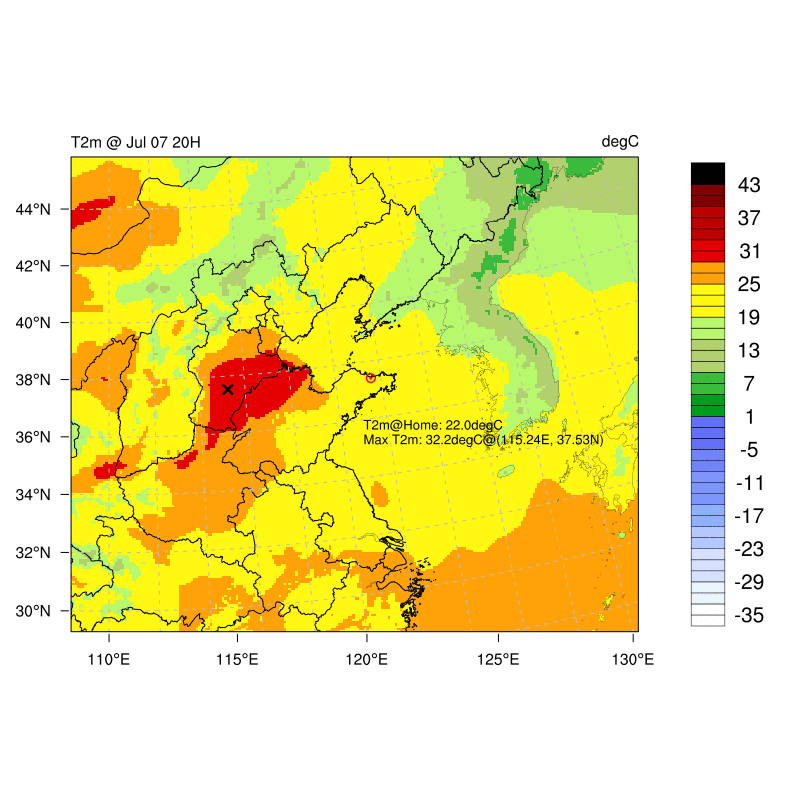 T2m @ Jul 07 20H
degC
44°N
42°N
40°N
38°N
36°N
34°N
32°N
30°N
110°E
115°E
120°E
125°E
130°E
T2m@Home: 22.0degC
Max T2m: 32.2degC@(115.24E, 37.53N)
43
37
31
25
19
13
7
1
-5
-11
-17
-23
-29
-35